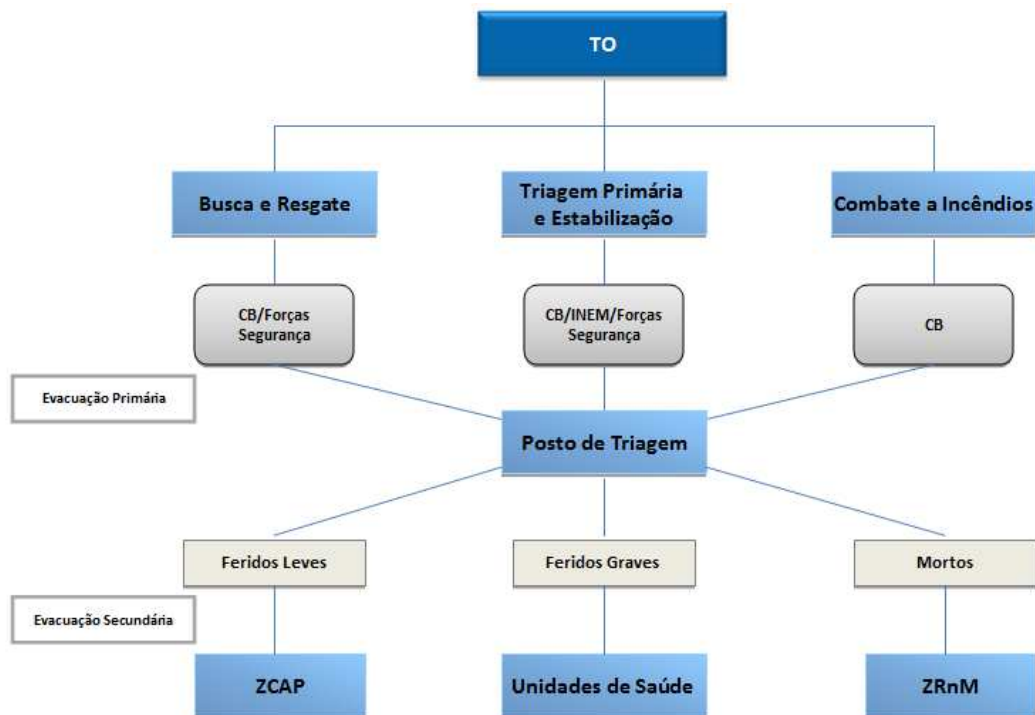 TO
Busca e Resgate
Triagem Primária
e Estabilização
Combate a Incêndios
CB/Forças
Segurança
CB/INEM/Forças
Segurança
CB
Evacuação Primária
Posto de Triagem
Feridos Leves
Feridos Graves
Mortos
Evacuação Secundária
ZCAP
Unidades de Saúde
ZRnM